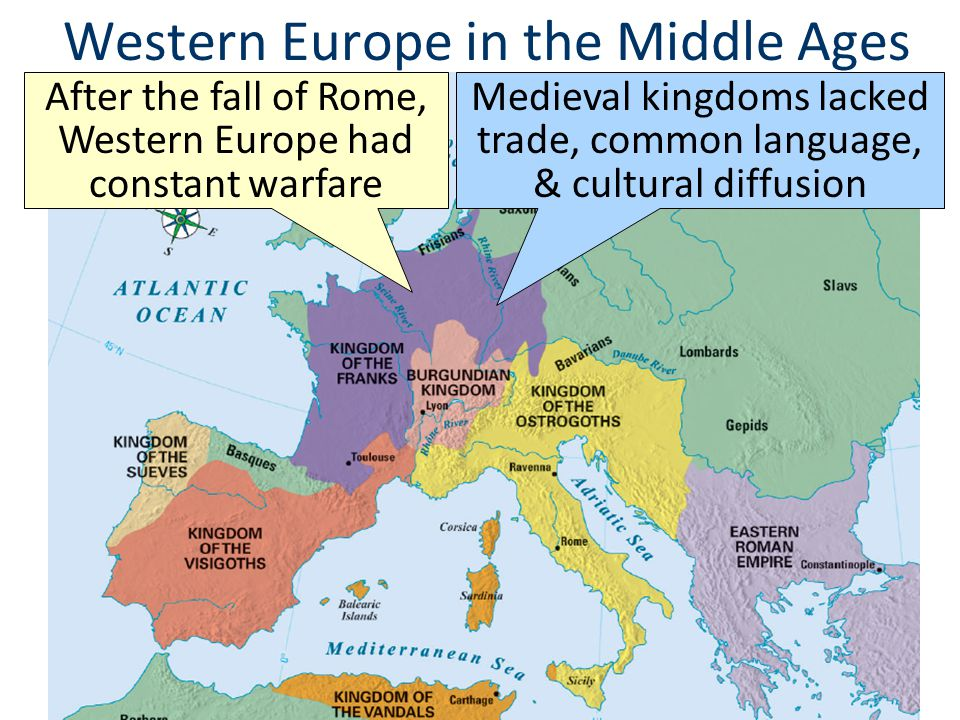 Western Europe in the Middle Ages
After the fall of Rome,
Western Europe had
constant warfare
Medieval kingdoms lacked
trade, common language,
& cultural diffusion
E
S
ATLANTIC
OCEAN
45°N
Frisians
Rhine River
Seine River
Slavs
KINGDOM
OF THE
FRANKS
BURGUNDIAN
KINGDOM
Lyon
Rhône River
Bavarians
Danube River
Lombards
KINGDOM
OF THE
OSTROGOTHS
Gepids
KINGDOM
OF THE
SUEVES
Basques
Toulouse
Ravenna
Adriatic Sea
KINGDOM
OF THE
VISIGOTHS
Corsica
Rome
EASTERN
ROMAN
EMPIRE
Constantinople
Balearic
Islands
Sardinia
Mediterranean Sea
Sicily
0°
KINGDOM OF
THE VANDALS
Carthage